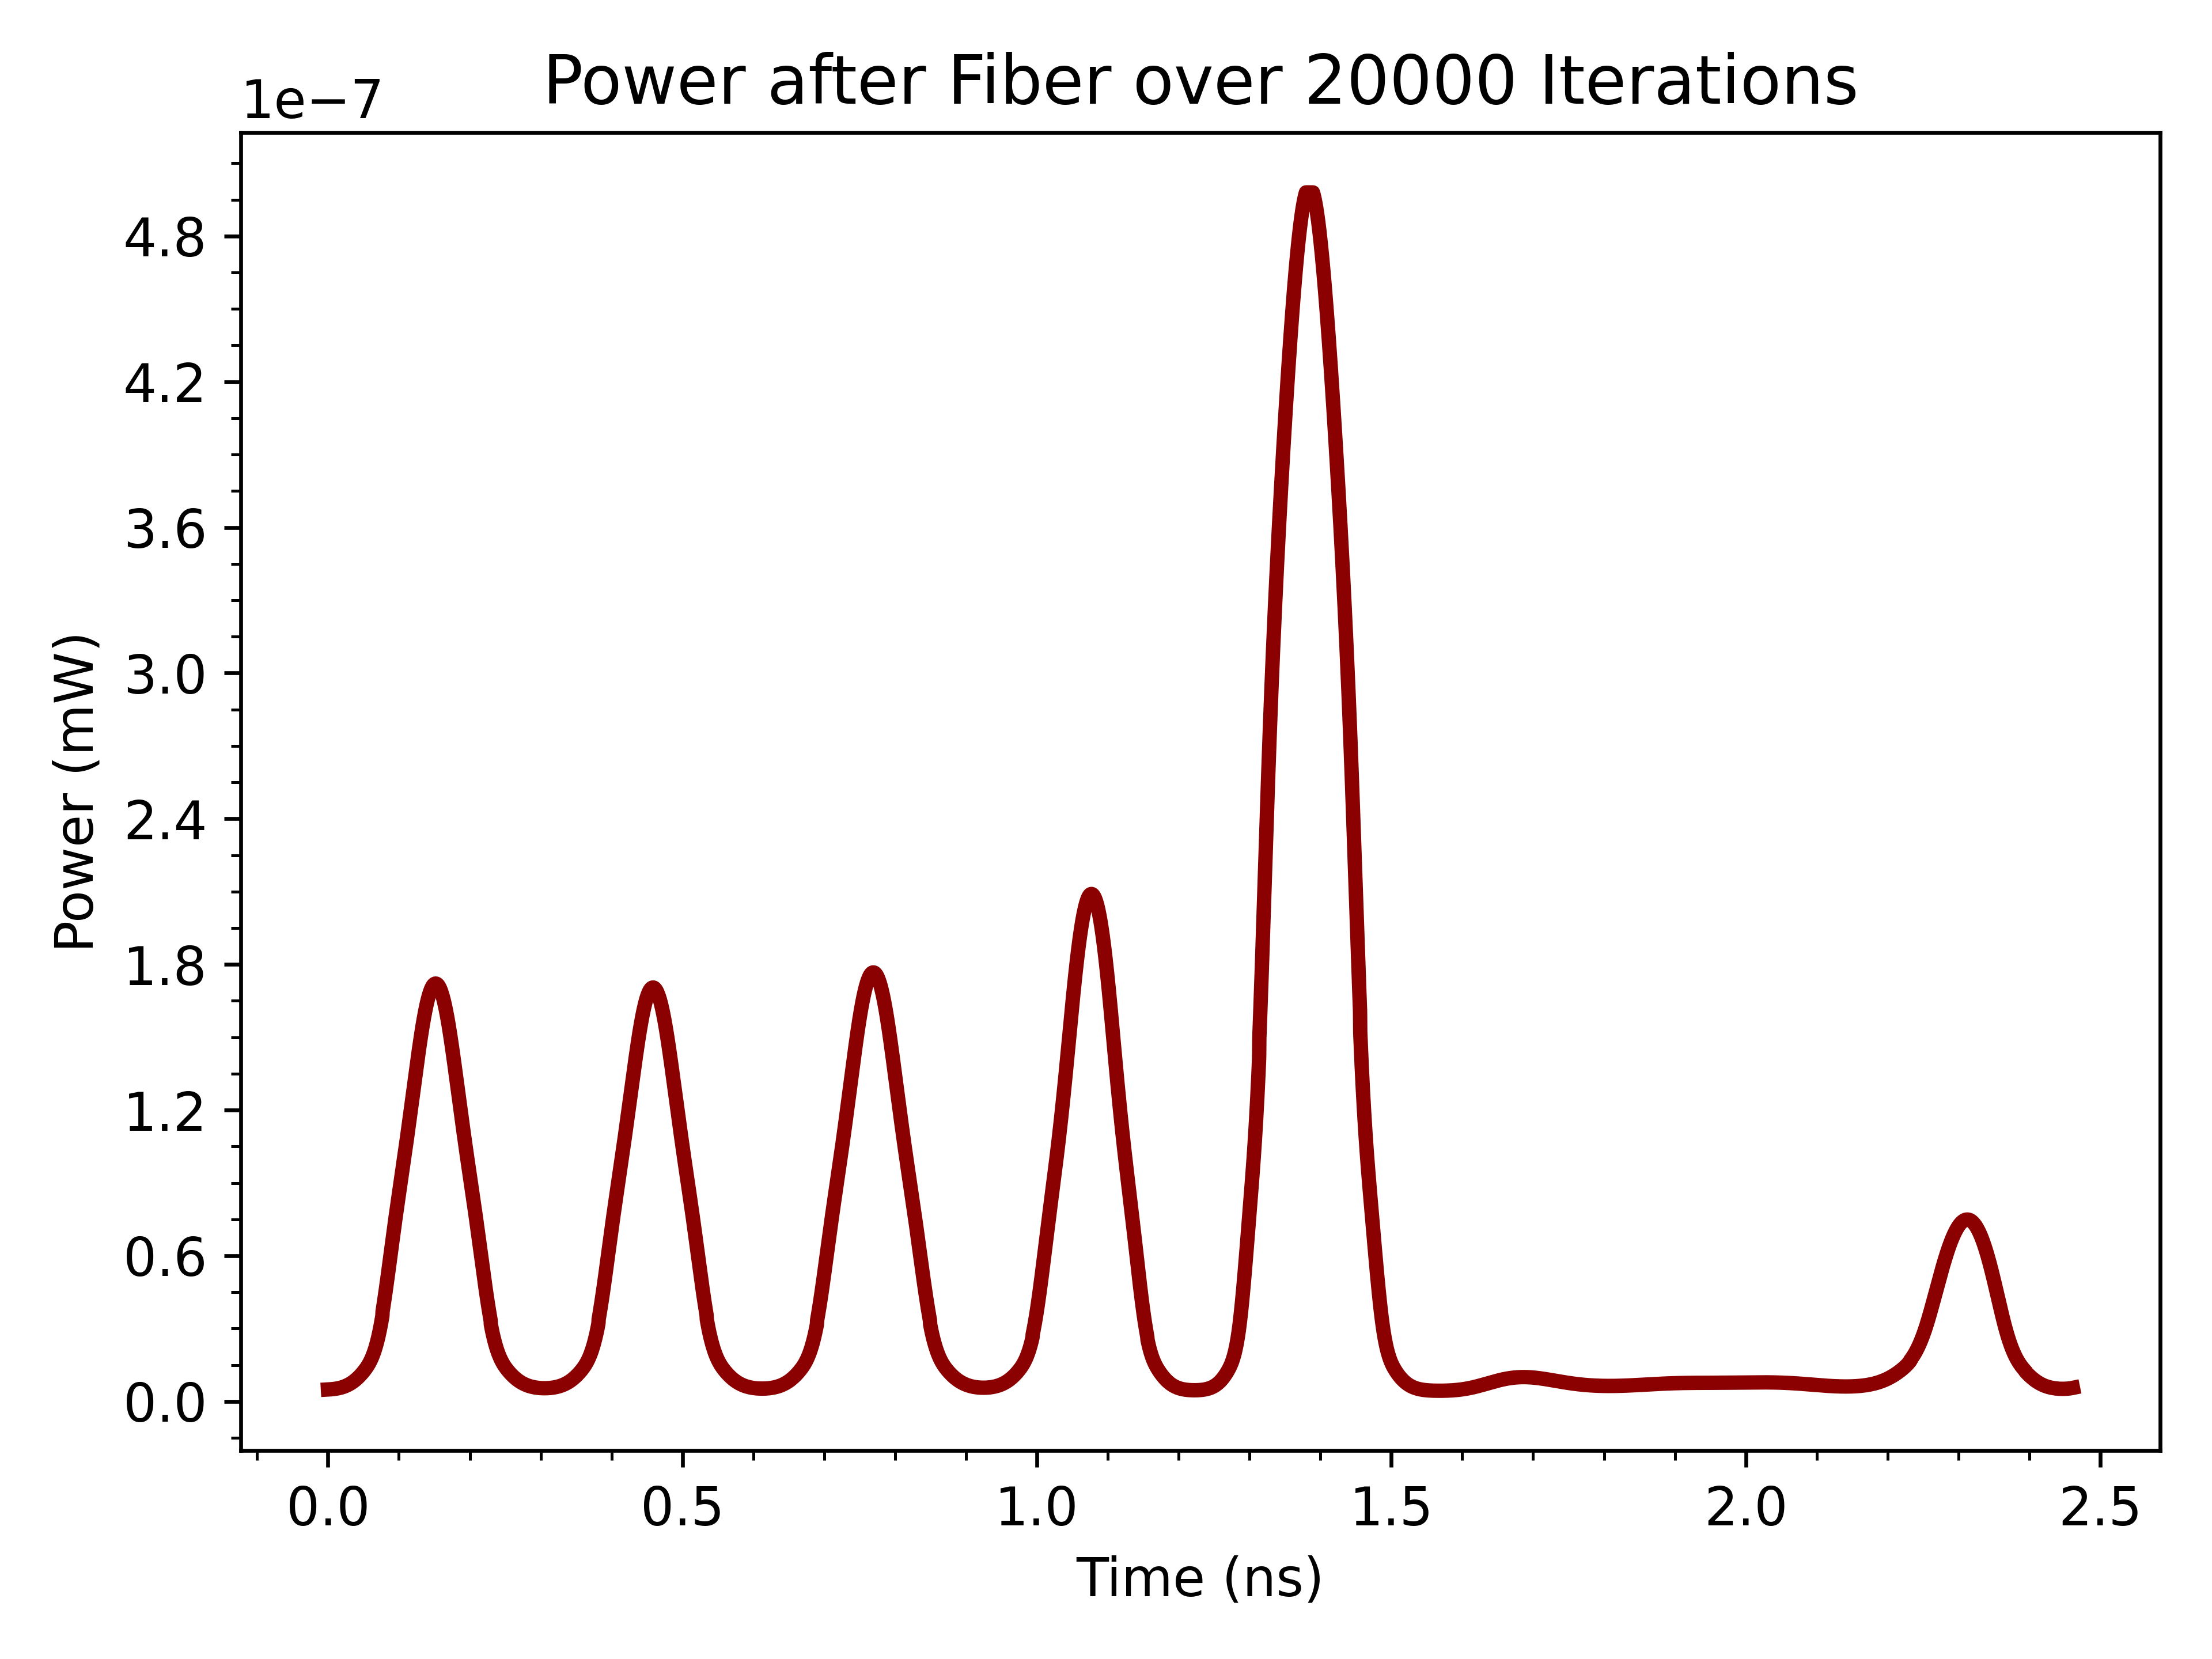 Power after Fiber over 20000 Iterations
1e−7
4.8
4.2
3.6
3.0
2.4
1.8
1.2
0.6
0.0
Power (mW)
0.0 0.5 1.0 1.5 2.0 2.5
Time (ns)